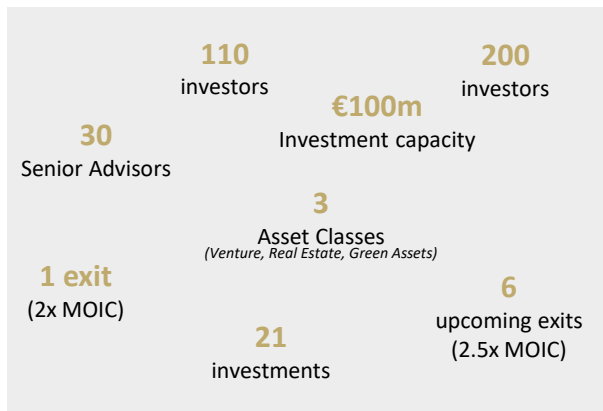 110
investors
200
investors
€100m
Investment capacity
30
Senior Advisors
3
Asset Classes
(Venture, Real Estate, Green Assets)
1 exit
(2x MOIC)
6
upcoming exits
(2.5x MOIC)
21
investments